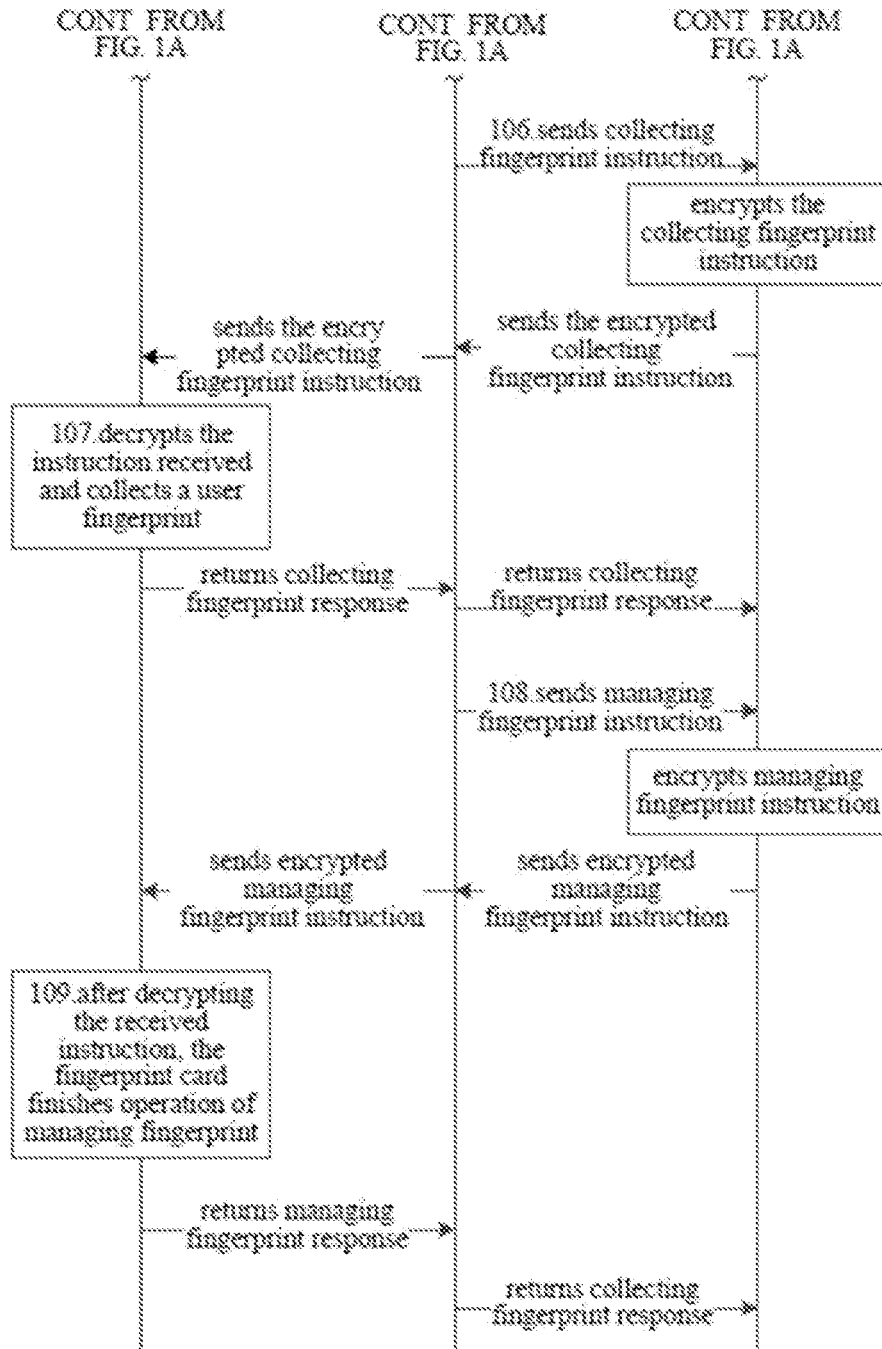 CONT FROM
FIG. 1A
CONT FROM
FIG. 1A
CONT FROM
FIG. 1A
106.sends collecting
fingerprint instruction
encrypts the
collecting fingerprint
instruction
sends the encrypted
collecting
fingerprint instruction
sends the encry
pted collecting
fingerprint instruction
107.decrypts the
instruction received
and collects a user
fingerprint
returns collecting
fingerprint response
returns collecting
fingerprint response
108.sends managing
fingerprint instruction
encrypts managing
fingerprint instruction
sends encrypted
managing
fingerprint instruction
sends encrypted
managing
fingerprint instruction
109.after decrypting
the received
instruction, the
fingerprint card
finishes operation of
managing fingerprint
returns managing
fingerprint response
returns collecting
fingerprint response